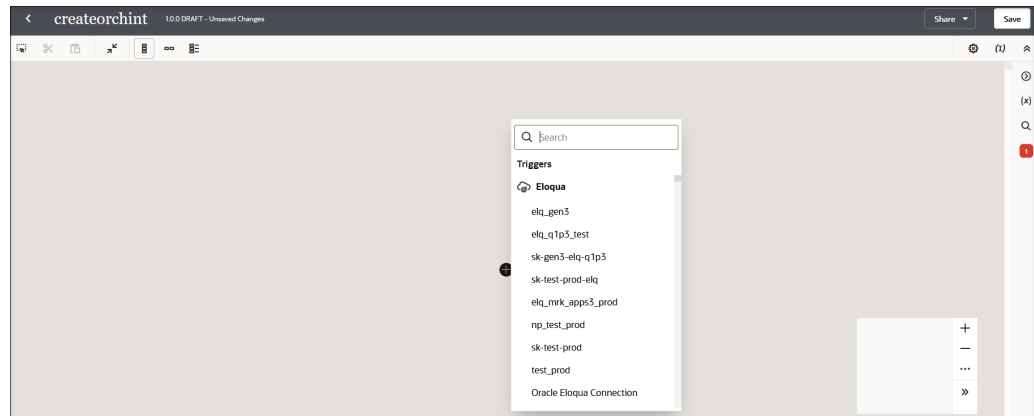 createorchint 1.0.0 DRAFT - Unsaved Changes Share Save
(1)
(x)
Search
1
Triggers
Eloqua
elq_gen3
elq_q1p3_test
sk-gen3-elq-q1p3
sk-test-prod-elq
elq_mrk_apps3_prod
np_test_prod
sk-test-prod
test_prod
Oracle Eloqua Connection